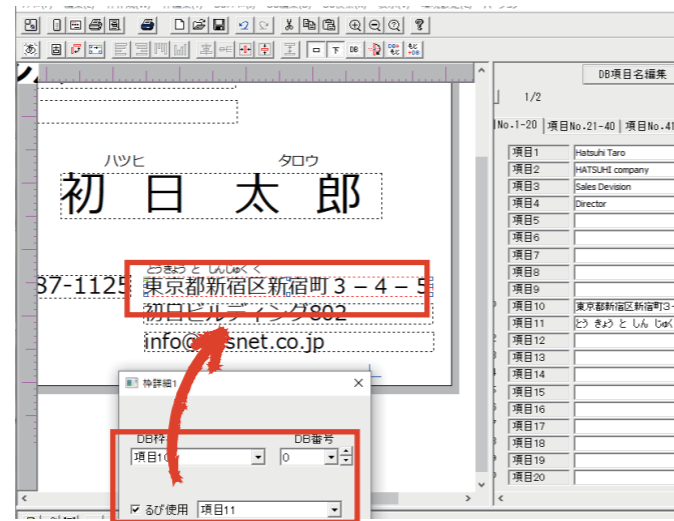 DB項目名編集
1/2
No.1-20 項目No.21-40 項目No.41
項目1 Hatsuhi Taro
項目2 HATSUHI company
項目3 Sales Devision
項目4 Director
項目5
項目6
項目7
項目8
項目9
項目10 東京都新宿区新宿町3-
項目11 とう きょう と しん じゅく
項目12
項目13
項目14
項目15
項目16
項目17
項目18
項目19
項目20
ハツヒ タロウ
初日 太郎
とうきょう と しんじゅく く
37-1125 東京都新宿区新宿町3－4－5
初日ビルディング802
info@ snet.co.jp
枠詳細1
DB枠 DB番号
項目10 0
るび使用 項目11